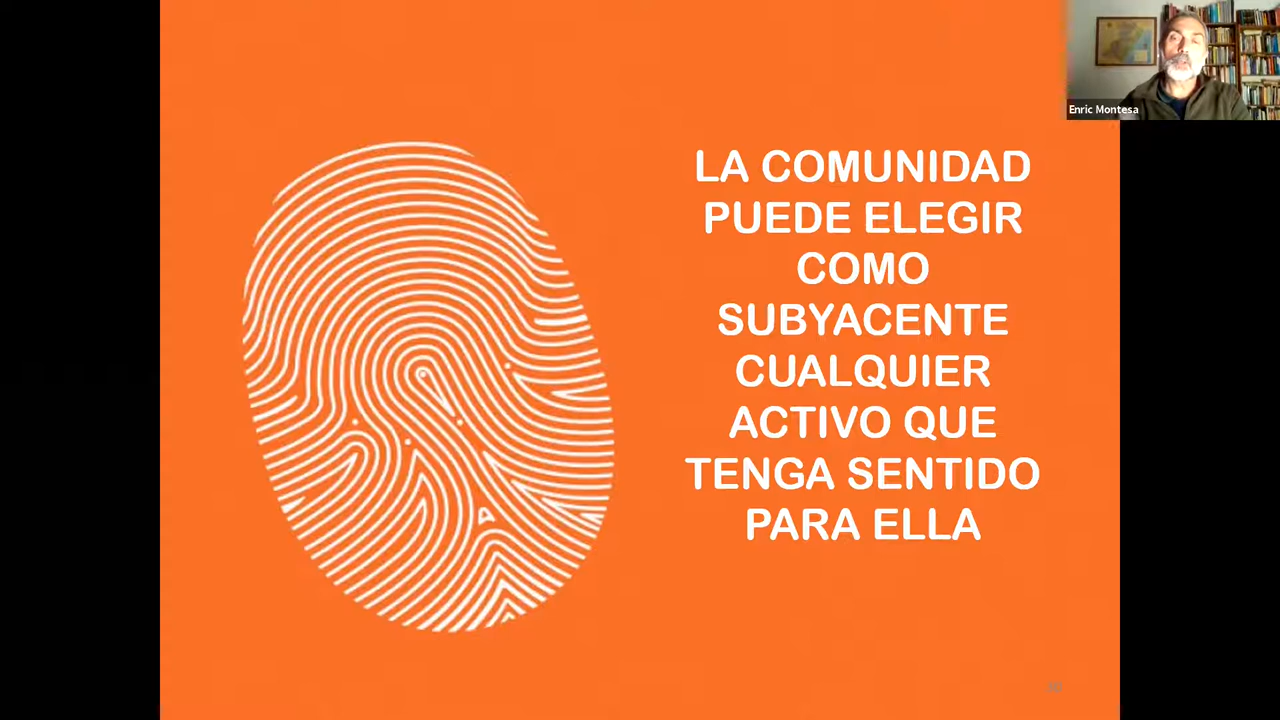 Enric Montesa
LA COMUNIDAD
PUEDE ELEGIR
COMO
SUBYACENTE
CUALQUIER
ACTIVO QUE
TENGA SENTIDO
PARA ELLA